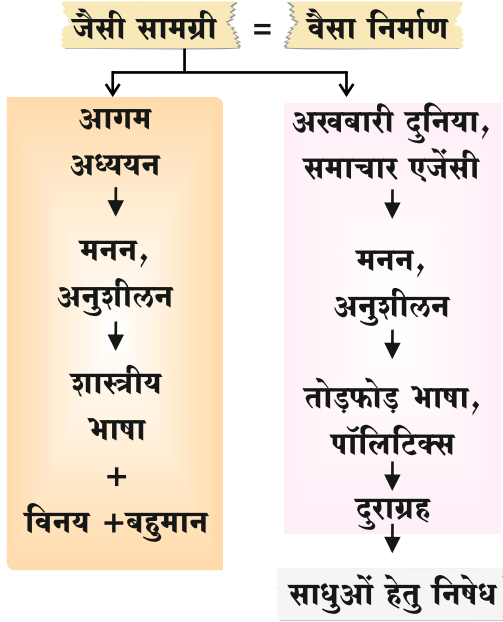 जैसी सामग्री = वैसा निर्माण
आगम
अध्ययन
मनन,
अनुशीलन
शास्त्रीय
भाषा
+
विनय +बहुमान
अखबारी दुनिया,
समाचार एजेंसी
मनन,
अनुशीलन
तोड़फोड़ भाषा,
पॉलिटिक्स
दुराग्रह
साधुओं हेतु निषेध